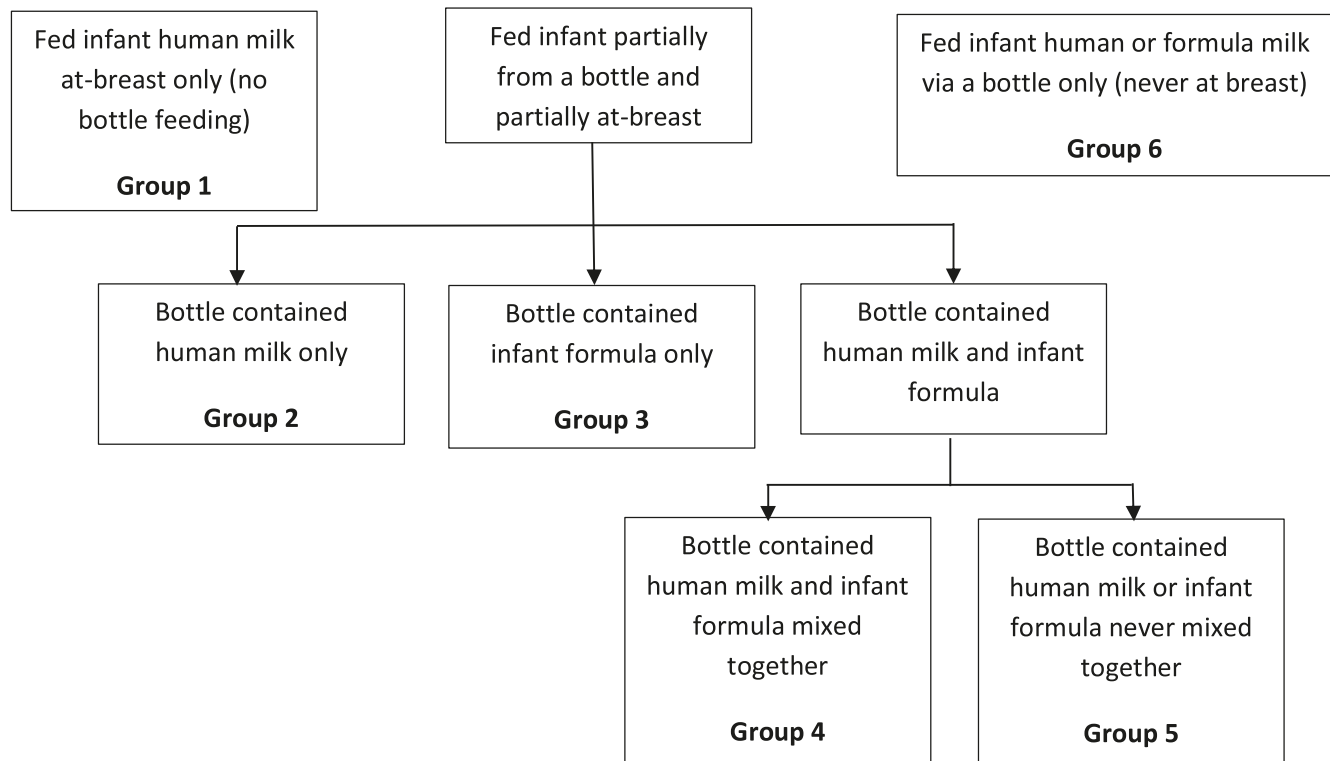 Fed infant human milk
at-breast only (no
bottle feeding)
Group 1
Fed infant partially
from a bottle and
partially at-breast
Fed infant human or formula milk
via a bottle only (never at breast)
Group 6
Bottle contained
human milk only
Group 2
Bottle contained
infant formula only
Group 3
Bottle contained
human milk and infant
formula
Bottle contained
human milk and infant
formula mixed
together
Group 4
Bottle contained
human milk or infant
formula never mixed
together
Group 5